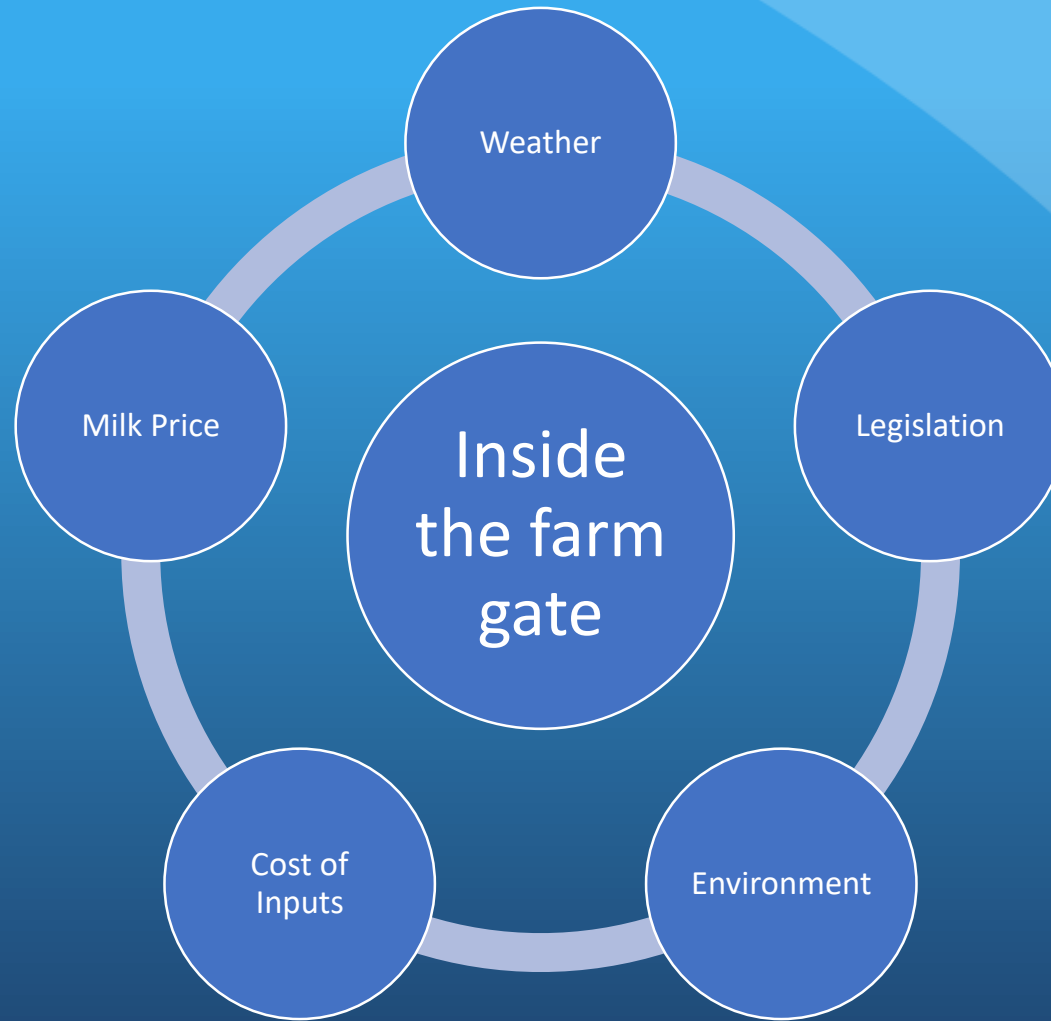 Weather
Milk Price
Legislation
Inside
the farm
gate
Cost of
Inputs
Environment